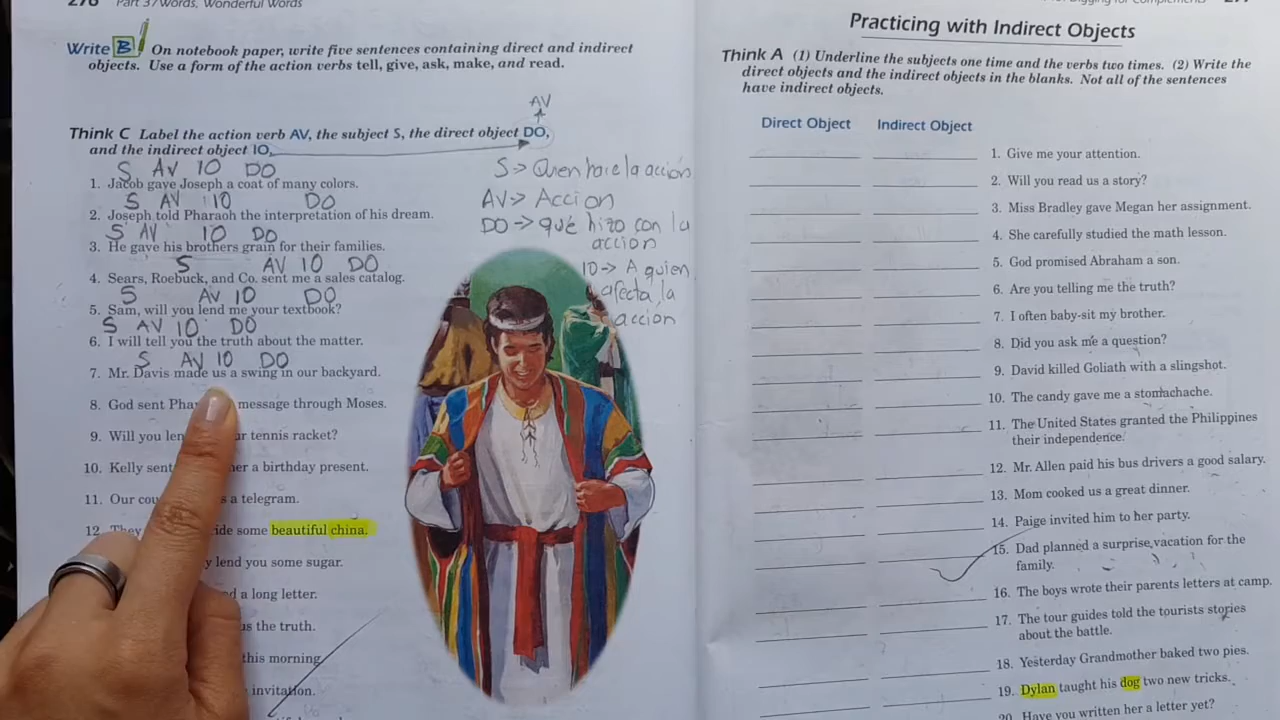 Part 3/Words, Wonderful Words
Write B On notebook paper, write five sentences containing direct and indirect
objects. Use a form of the action verbs tell, give, ask, make, and read.
AV
Think C Label the action verb AV, the subject S, the direct object DO,
and the indirect object IO.
S AV IO DO
1. Jacob gave Joseph a coat of many colors.
S AV IO DO
2. Joseph told Pharaoh the interpretation of his dream.
S AV IO DO
3. He gave his brothers grain for their families.
S AV IO DO
4. Sears, Roebuck, and Co. sent me a sales catalog.
S AV IO DO
5. Sam, will you lend me your textbook?
S AV IO DO
6. I will tell you the truth about the matter.
S AV IO DO
7. Mr. Davis made us a swing in our backyard.
8. God sent message through Moses.
9. Will you tennis racket?
10. Kelly sent a birthday present.
11. Our a telegram.
12. They some beautiful china.
lend you some sugar.
a long letter.
the truth.
this morning.
invitation.
S-> Quien hace la acción
AV-> Accion
DO-> qué hizo con la
accion
IO-> A quien
afecta la
accion
Practicing with Indirect Objects
Think A (1) Underline the subjects one time and the verbs two times. (2) Write the
direct objects and the indirect objects in the blanks. Not all of the sentences
have indirect objects.
Direct Object Indirect Object
1. Give me your attention.
2. Will you read us a story?
3. Miss Bradley gave Megan her assignment.
4. She carefully studied the math lesson.
5. God promised Abraham a son.
6. Are you telling me the truth?
7. I often baby-sit my brother.
8. Did you ask me a question?
9. David killed Goliath with a slingshot.
10. The candy gave me a stomachache.
11. The United States granted the Philippines
their independence.
12. Mr. Allen paid his bus drivers a good salary.
13. Mom cooked us a great dinner.
14. Paige invited him to her party.
15. Dad planned a surprise vacation for the
family.
16. The boys wrote their parents letters at camp.
17. The tour guides told the tourists stories
about the battle.
18. Yesterday Grandmother baked two pies.
19. Dylan taught his dog two new tricks.
20. Have you written her a letter yet?